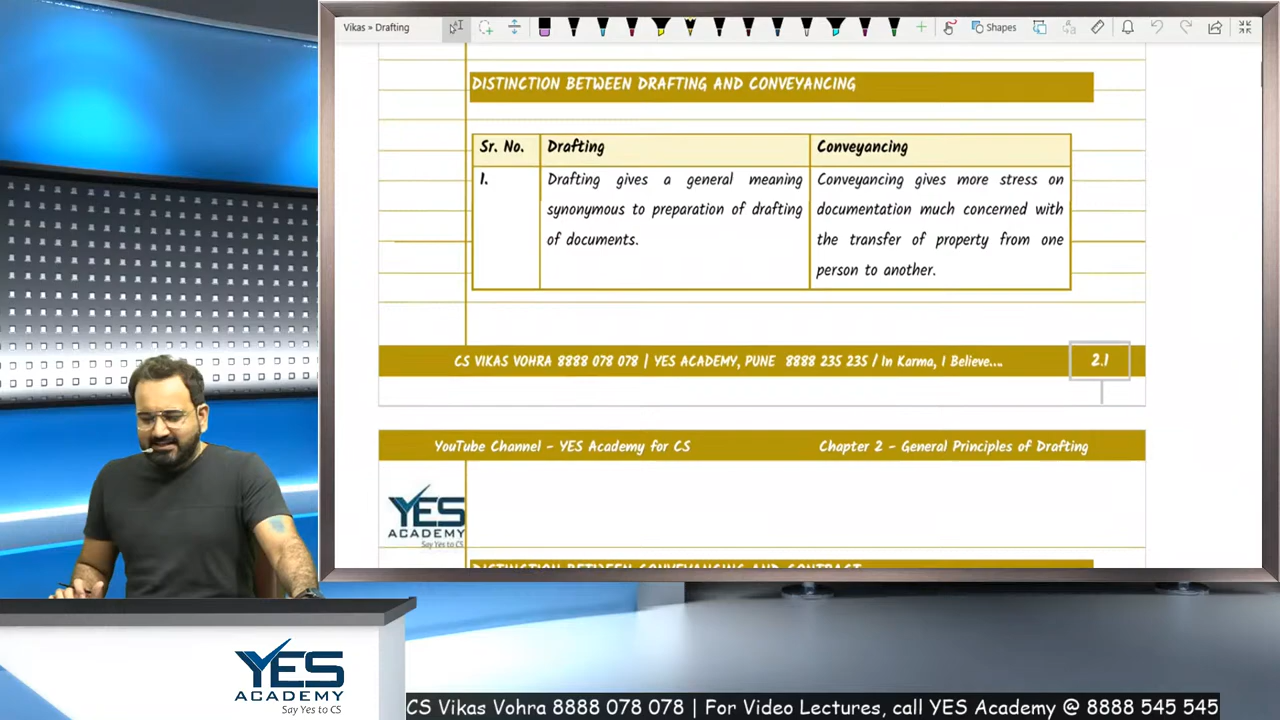 Vikas » Drafting
Shapes
DISTINCTION BETWEEN DRAFTING AND CONVEYANCING
Sr. No. Drafting Conveyancing
1. Drafting gives a general meaning synonymous to preparation of drafting of documents.
Conveyancing gives more stress on documentation much concerned with the transfer of property from one person to another.
CS VIKAS VOHRA 8888 078 078 | YES ACADEMY, PUNE 8888 235 235 / In Karma, I Believe... 2.1
YouTube Channel – YES Academy for CS Chapter 2 – General Principles of Drafting
YES
ACADEMY
Say Yes to CS
DISTINCTION BETWEEN CONVEYANCING AND CONTRACT
YES
ACADEMY
Say Yes to CS
CS Vikas Vohra 8888 078 078 | For Video Lectures, call YES Academy @ 8888 545 545